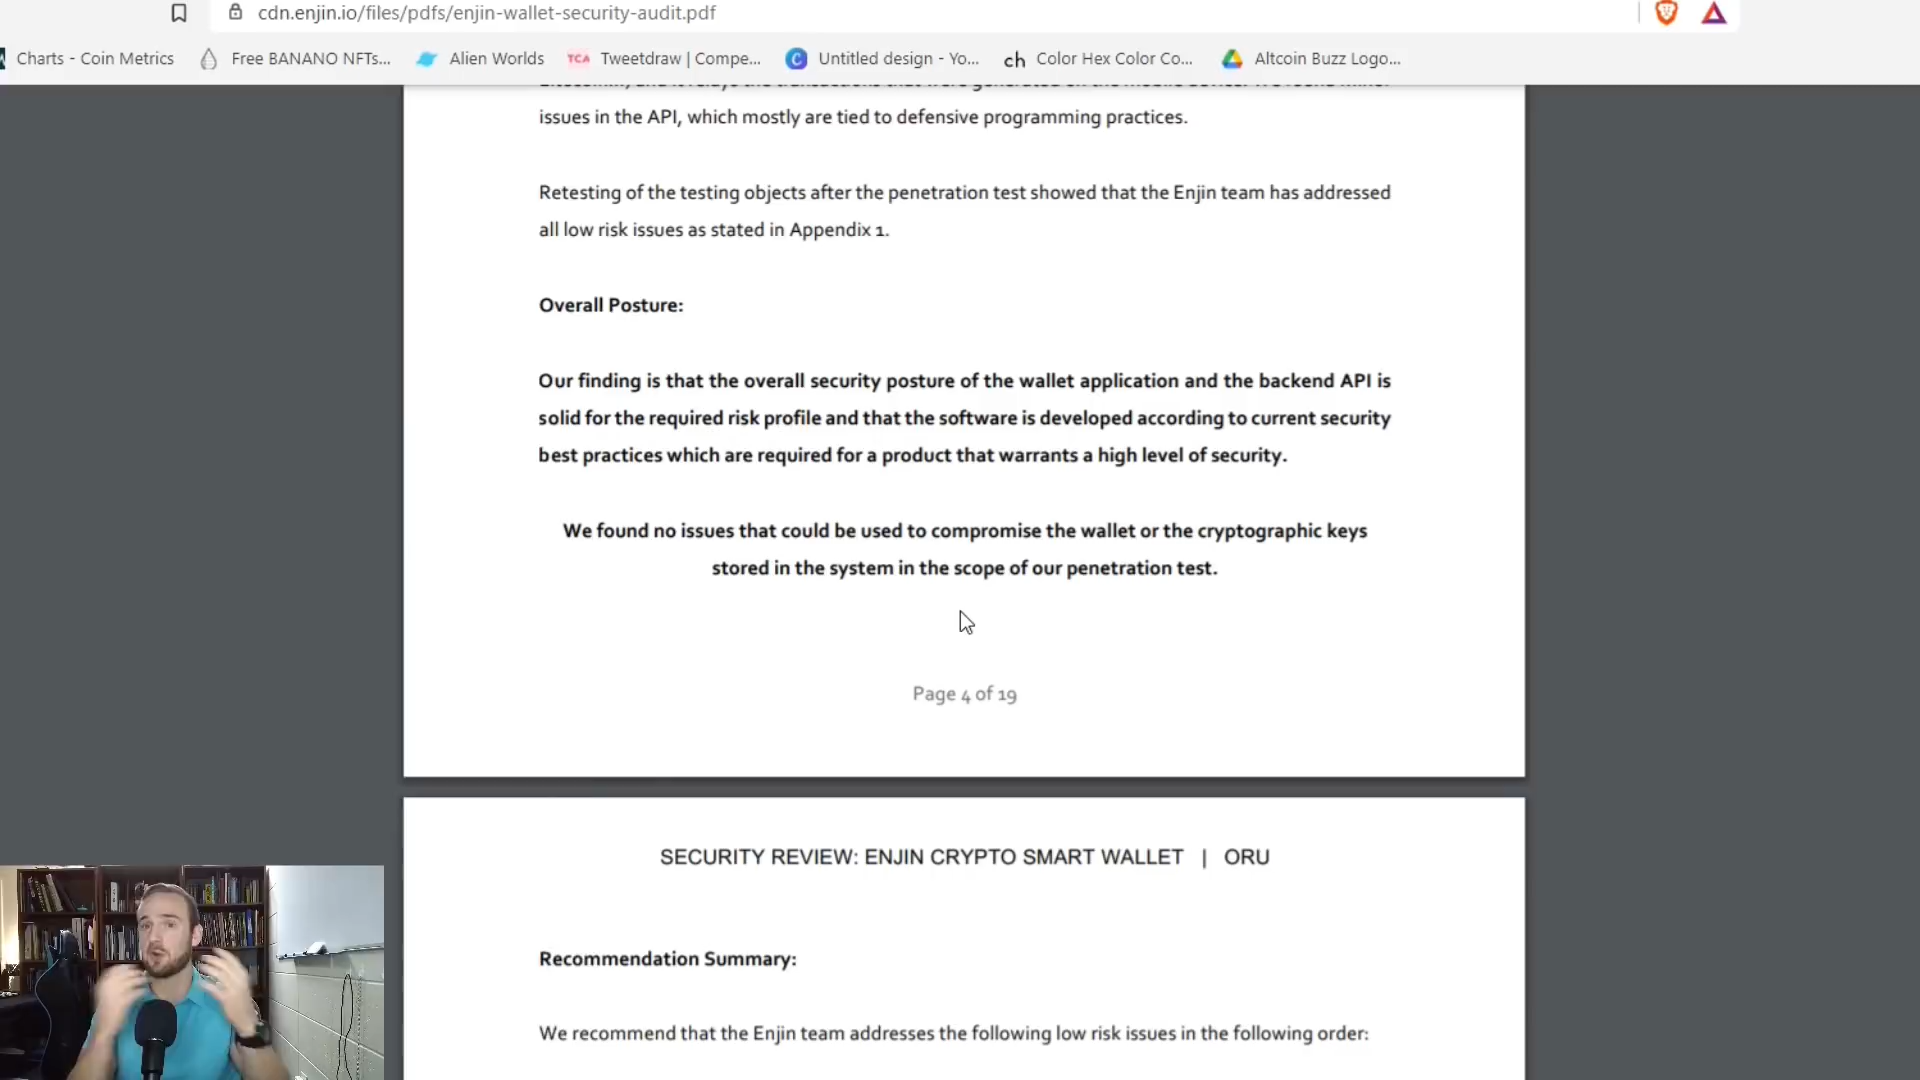 cdn.enjin.io/files/pdfs/enjin-wallet-security-audit.pdf
Charts - Coin Metrics Free BANANO NFTs... Alien Worlds TCA Tweetdraw | Compe... C Untitled design - Yo... ch Color Hex Color Co... Altcoin Buzz Logo...
issues in the API, which mostly are tied to defensive programming practices.
Retesting of the testing objects after the penetration test showed that the Enjin team has addressed
all low risk issues as stated in Appendix 1.
Overall Posture:
Our finding is that the overall security posture of the wallet application and the backend API is
solid for the required risk profile and that the software is developed according to current security
best practices which are required for a product that warrants a high level of security.
We found no issues that could be used to compromise the wallet or the cryptographic keys
stored in the system in the scope of our penetration test.
Page 4 of 19
SECURITY REVIEW: ENJIN CRYPTO SMART WALLET | ORU
Recommendation Summary:
We recommend that the Enjin team addresses the following low risk issues in the following order: